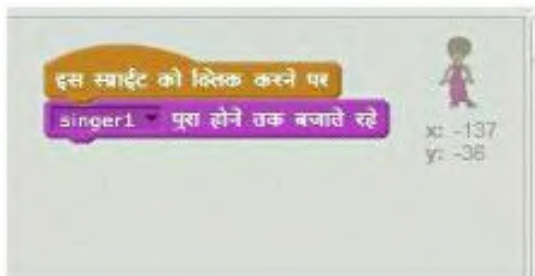 इस स्प्राईट को क्लिक करने पर
singer1 पुरा होने तक बजाते रहे
x: -137
y: -36